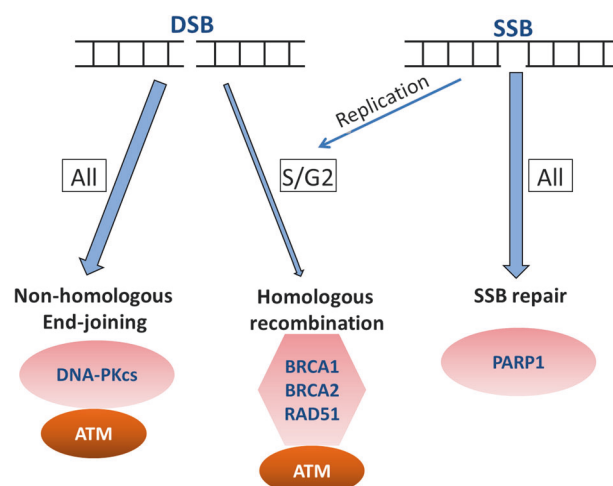 DSB
SSB
Replication
All
S/G2
All
Non-homologous
End-joining
Homologous
recombination
SSB repair
DNA-PKcs
BRCA1
BRCA2
RAD51
PARP1
ATM
ATM